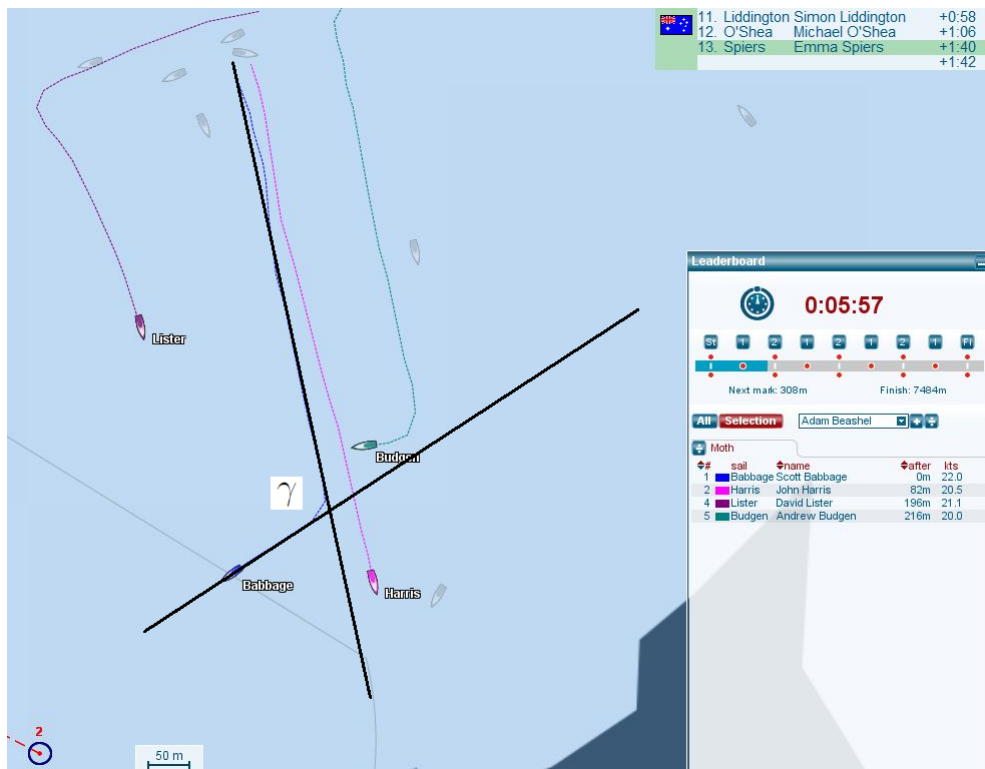 11. Liddington Simon Liddington +0:58
12. O'Shea Michael O'Shea +1:06
13. Spiers Emma Spiers +1:40
+1:42
Leaderboard
0:05:57
Lister
St 1 2 1 2 1 2 1 Fi
Next mark: 308m Finish: 7484m
All Selection Adam Beashel
Moth
Budgen
# sail name after kts
1 Babbage Scott Babbage 0m 22.0
2 Harris John Harris 82m 20.5
4 Lister David Lister 196m 21.1
5 Budgen Andrew Budgen 216m 20.0
γ
Babbage
Harris
2
50 m